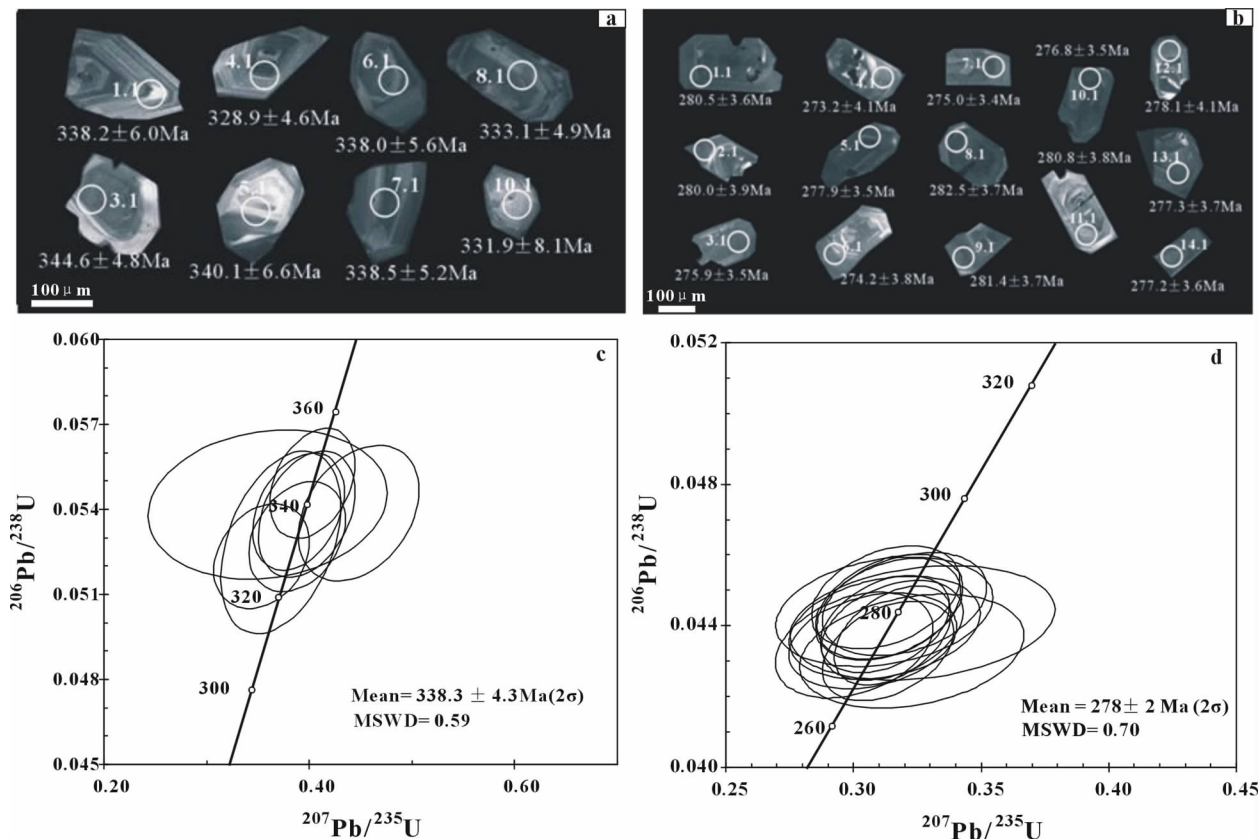 a
1.1
4.1
6.1
8.1
338.2±6.0Ma
328.9±4.6Ma
338.0±5.6Ma
333.1±4.9Ma
3.1
5.1
7.1
10.1
344.6±4.8Ma
340.1±6.6Ma
338.5±5.2Ma
331.9±8.1Ma
100μm
b
1.1
4.1
7.1
276.8±3.5Ma
10.1
12.1
280.5±3.6Ma
273.2±4.1Ma
275.0±3.4Ma
278.1±4.1Ma
2.1
5.1
8.1
280.8±3.8Ma
13.1
280.0±3.9Ma
277.9±3.5Ma
282.5±3.7Ma
11.1
277.3±3.7Ma
3.1
6.1
9.1
14.1
275.9±3.5Ma
274.2±3.8Ma
281.4±3.7Ma
277.2±3.6Ma
100μm
c
0.060
0.057
0.054
0.051
0.048
0.045
206Pb/238U
360
340
320
300
Mean=338.3 ± 4.3Ma(2σ)
MSWD= 0.59
0.20
0.40
0.60
207Pb/235U
d
0.052
0.048
0.044
0.040
206Pb/238U
320
300
280
260
Mean = 278± 2 Ma (2σ)
MSWD= 0.70
0.25
0.30
0.35
0.40
0.45
207Pb/235U